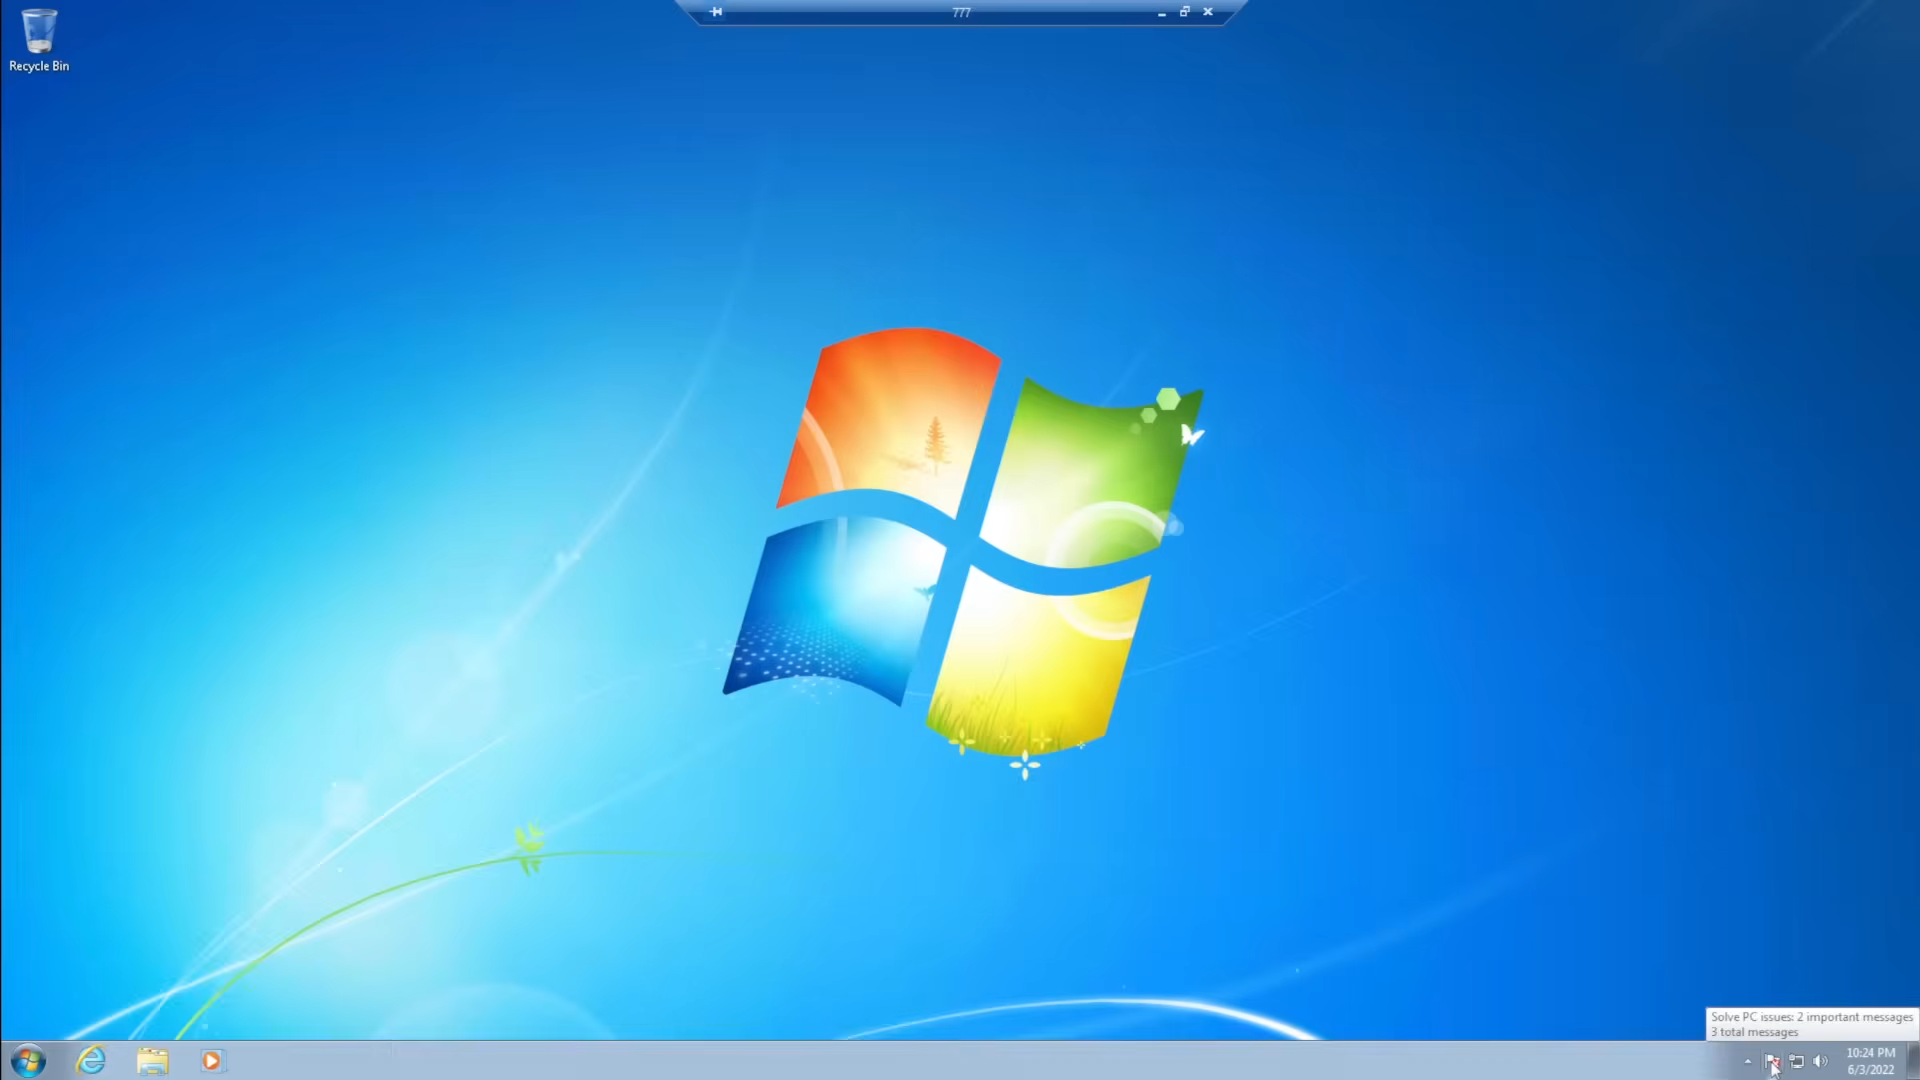 777
Recycle Bin
Solve PC issues: 2 important messages
3 total messages
10:24 PM
6/3/2022